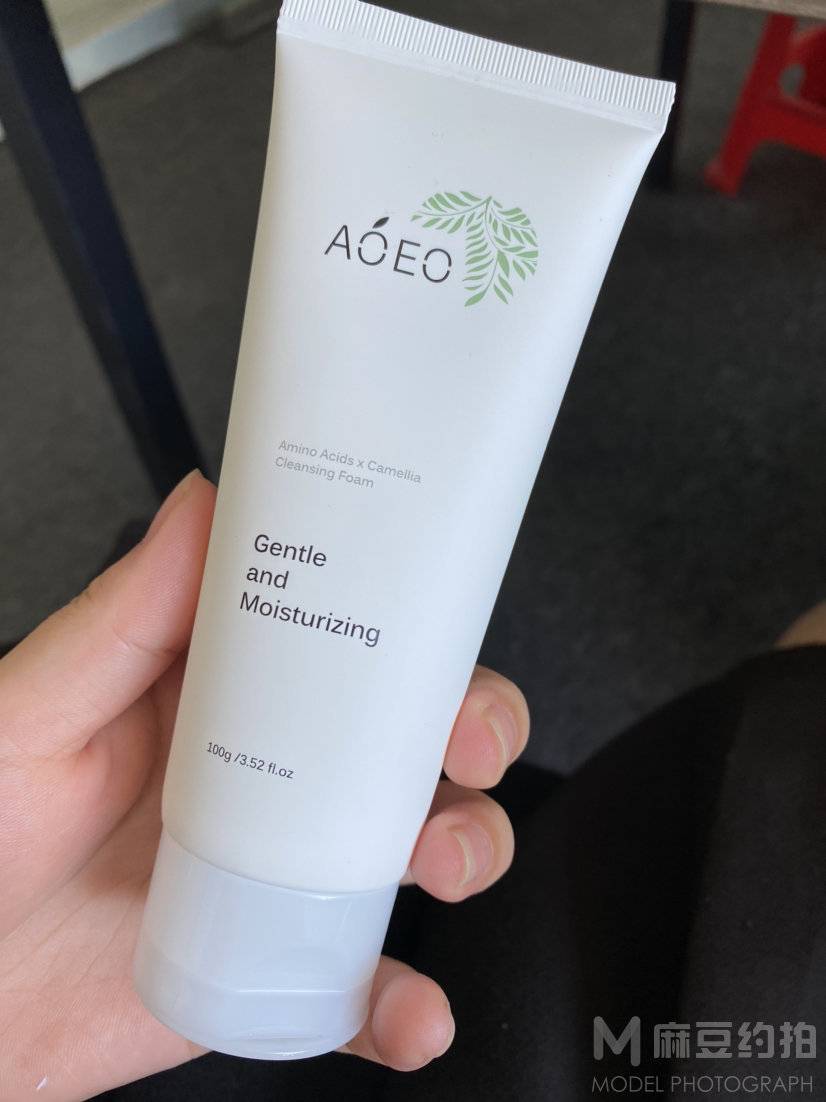 AÓEO
Amino Acids x Camellia
Cleansing Foam
Gentle
and
Moisturizing
100g /3.52 fl.oz
M 麻豆约拍
MODEL PHOTOGRAPH